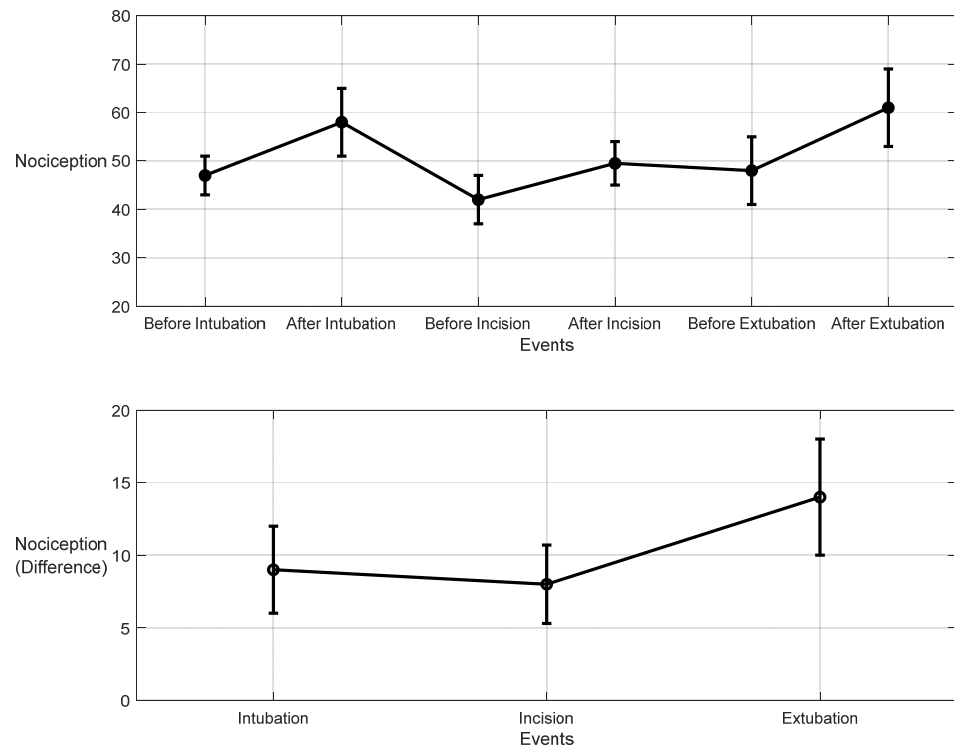 80
70
60
Nociception 50
40
30
20
Before Intubation After Intubation Before Incision After Incision Before Extubation After Extubation
Events
20
15
Nociception
(Difference)
10
5
0
Intubation Incision Extubation
Events